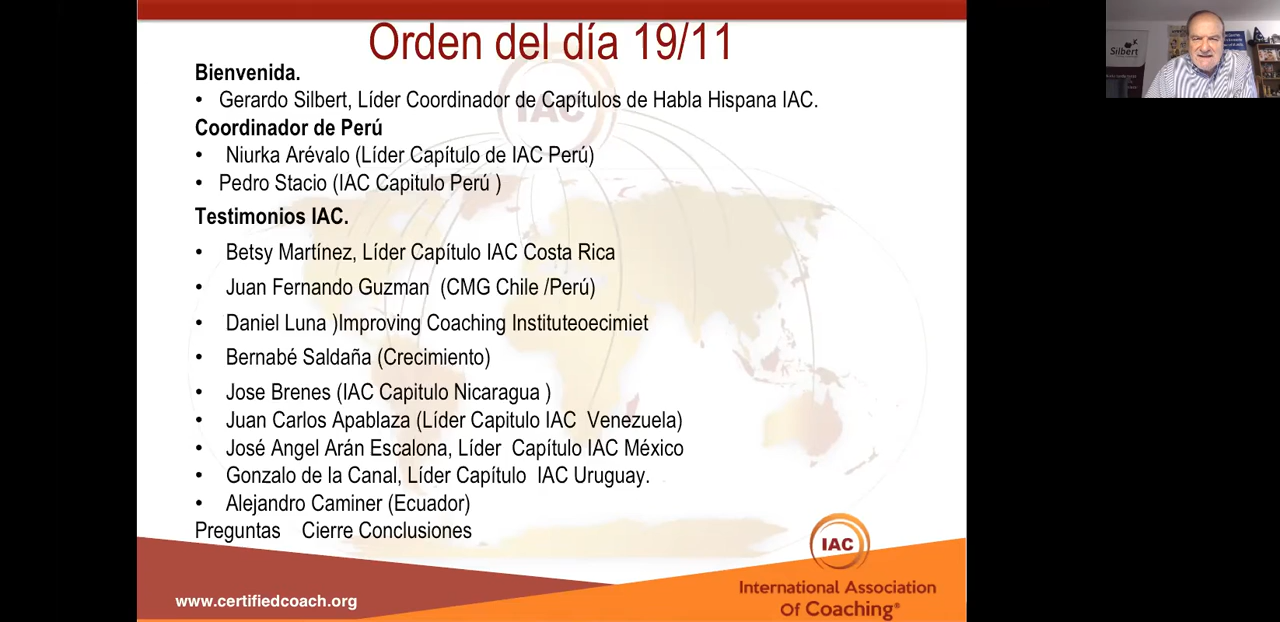 Orden del día 19/11
Bienvenida.
• Gerardo Silbert, Líder Coordinador de Capítulos de Habla Hispana IAC.
Coordinador de Perú
• Niurka Arévalo (Líder Capítulo de IAC Perú)
• Pedro Stacio (IAC Capitulo Perú )
Testimonios IAC.
• Betsy Martínez, Líder Capítulo IAC Costa Rica
• Juan Fernando Guzman (CMG Chile /Perú)
• Daniel Luna )Improving Coaching Instituteoecimiet
• Bernabé Saldaña (Crecimiento)
• Jose Brenes (IAC Capitulo Nicaragua )
• Juan Carlos Apablaza (Líder Capitulo IAC Venezuela)
• José Angel Arán Escalona, Líder Capítulo IAC México
• Gonzalo de la Canal, Líder Capítulo IAC Uruguay.
• Alejandro Caminer (Ecuador)
Preguntas Cierre Conclusiones
IAC
International Association
Of Coaching®
www.certifiedcoach.org
IAC
Silbert